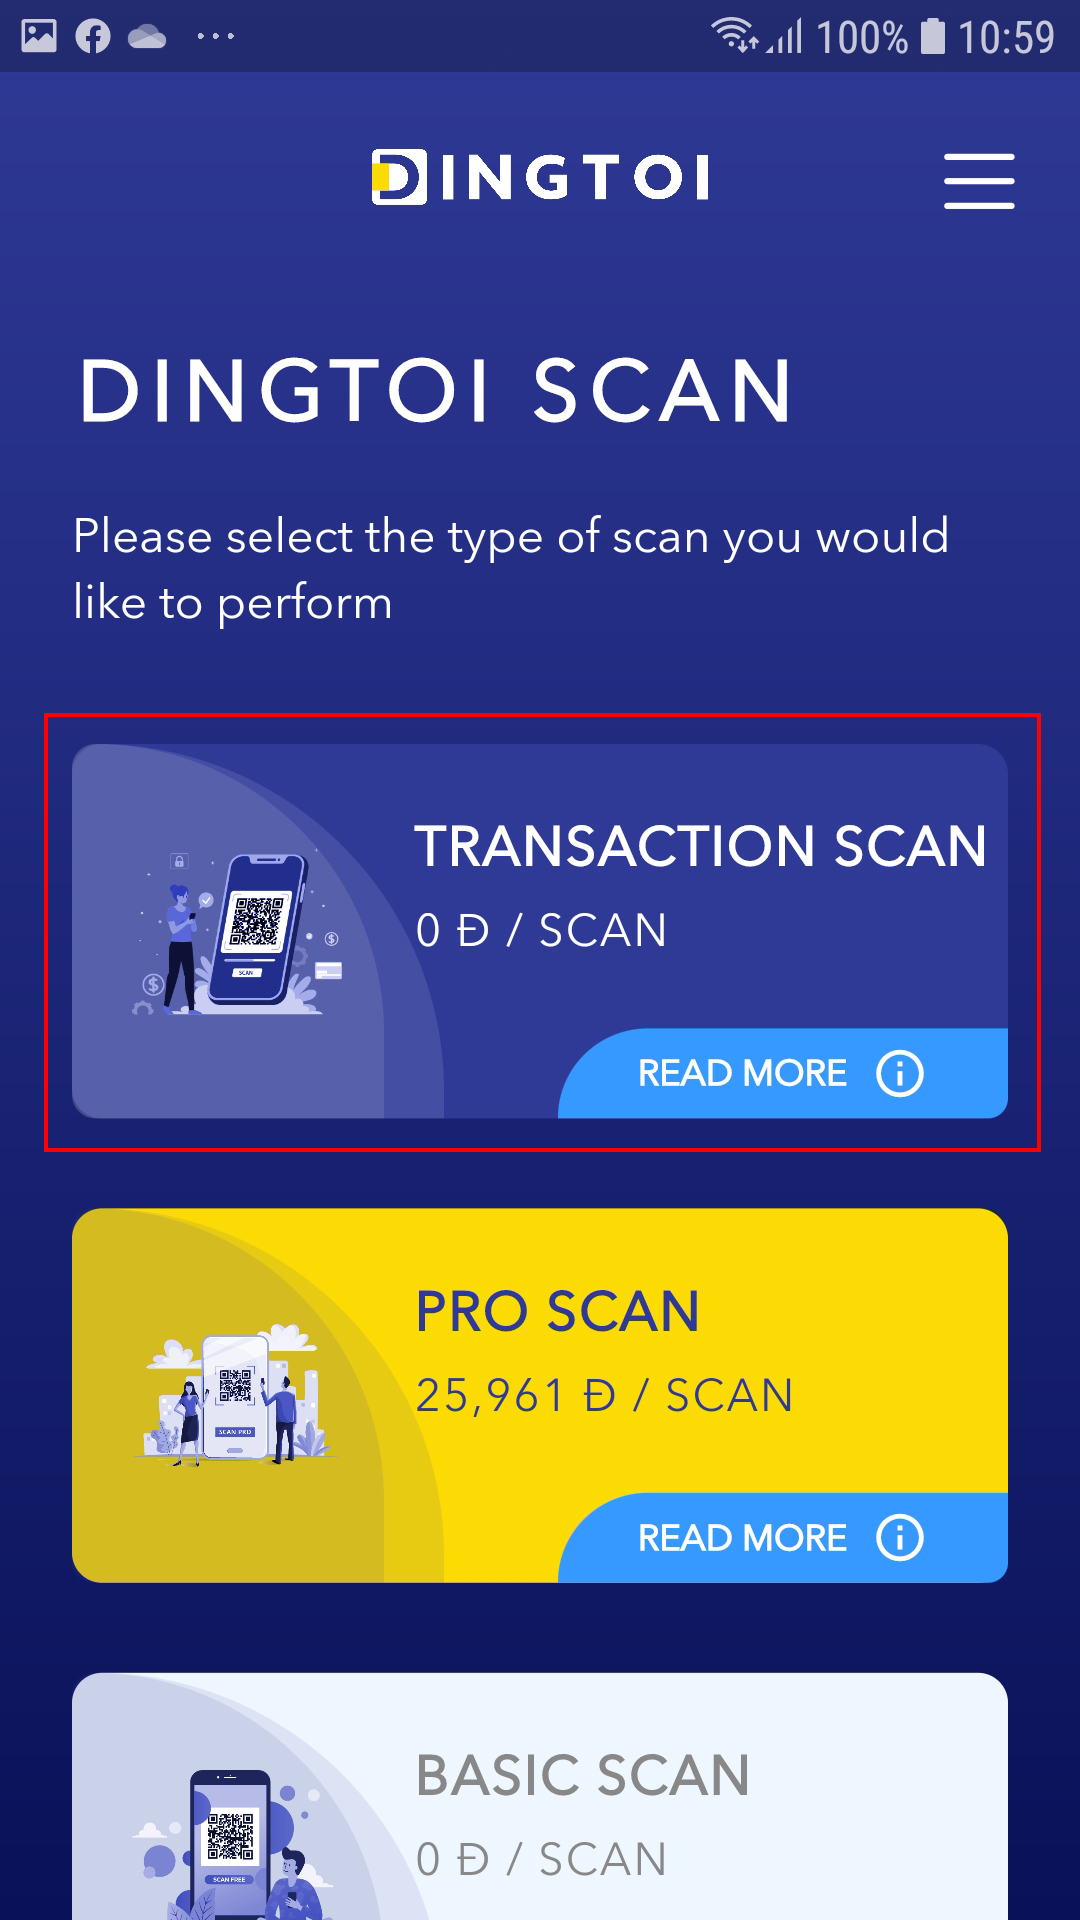 100% 10:59
DINGTOI
DINGTOI SCAN
Please select the type of scan you would
like to perform
TRANSACTION SCAN
0 Đ / SCAN
SCAN
READ MORE
PRO SCAN
25,961 Đ / SCAN
SCAN PRO
READ MORE
BASIC SCAN
0 Đ / SCAN
SCAN FREE